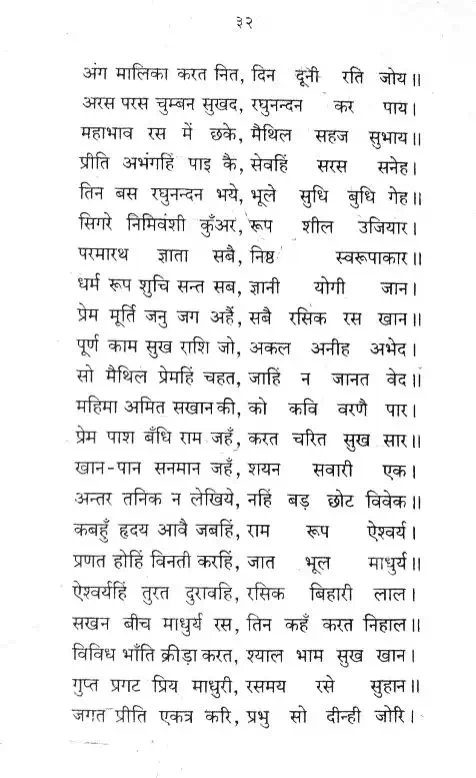 ३२
अंग मालिका करत नित, दिन दूनी रति जोय॥
अरस परस चुम्बन सुखद, रघुनन्दन कर पाय।
महाभाव रस में छके, मैथिल सहज सुभाय॥
प्रीति अभंगहिं पाइ कै, सेवहिं सरस सनेह।
तिन बस रघुनन्दन भये, भूले सुधि बुधि गेह॥
सिगरे निमिवंशी कुँअर, रूप शील उजियार।
परमारथ ज्ञाता सबै, निष्ठ स्वरूपाकार॥
धर्म रूप शुचि सन्त सब, ज्ञानी योगी जान।
प्रेम मूर्ति जनु जग अहैं, सबै रसिक रस खान॥
पूर्ण काम सुख राशि जो, अकल अनीह अभेद।
सो मैथिल प्रेमहिं चहत, जाहिं न जानत वेद॥
महिमा अमित सखान की, को कवि वरणै पार।
प्रेम पाश बँधि राम जहँ, करत चरित सुख सार॥
खान-पान सनमान जहँ, शयन सवारी एक।
अन्तर तनिक न लेखिये, नहिं बड़ छोट विवेक॥
कबहुँ हृदय आवै जबहिं, राम रूप ऐश्वर्य।
प्रणत होहिं विनती करहिं, जात भूल माधुर्य॥
ऐश्वर्यहिं तुरत दुरावहि, रसिक बिहारी लाल।
सखन बीच माधुर्य रस, तिन कहँ करत निहाल॥
विविध भाँति क्रीड़ा करत, श्याल भाम सुख खान।
गुप्त प्रगट प्रिय माधुरी, रसमय रसे सुहान॥
जगत प्रीति एकत्र करि, प्रभु सो दीन्ही जोरि।